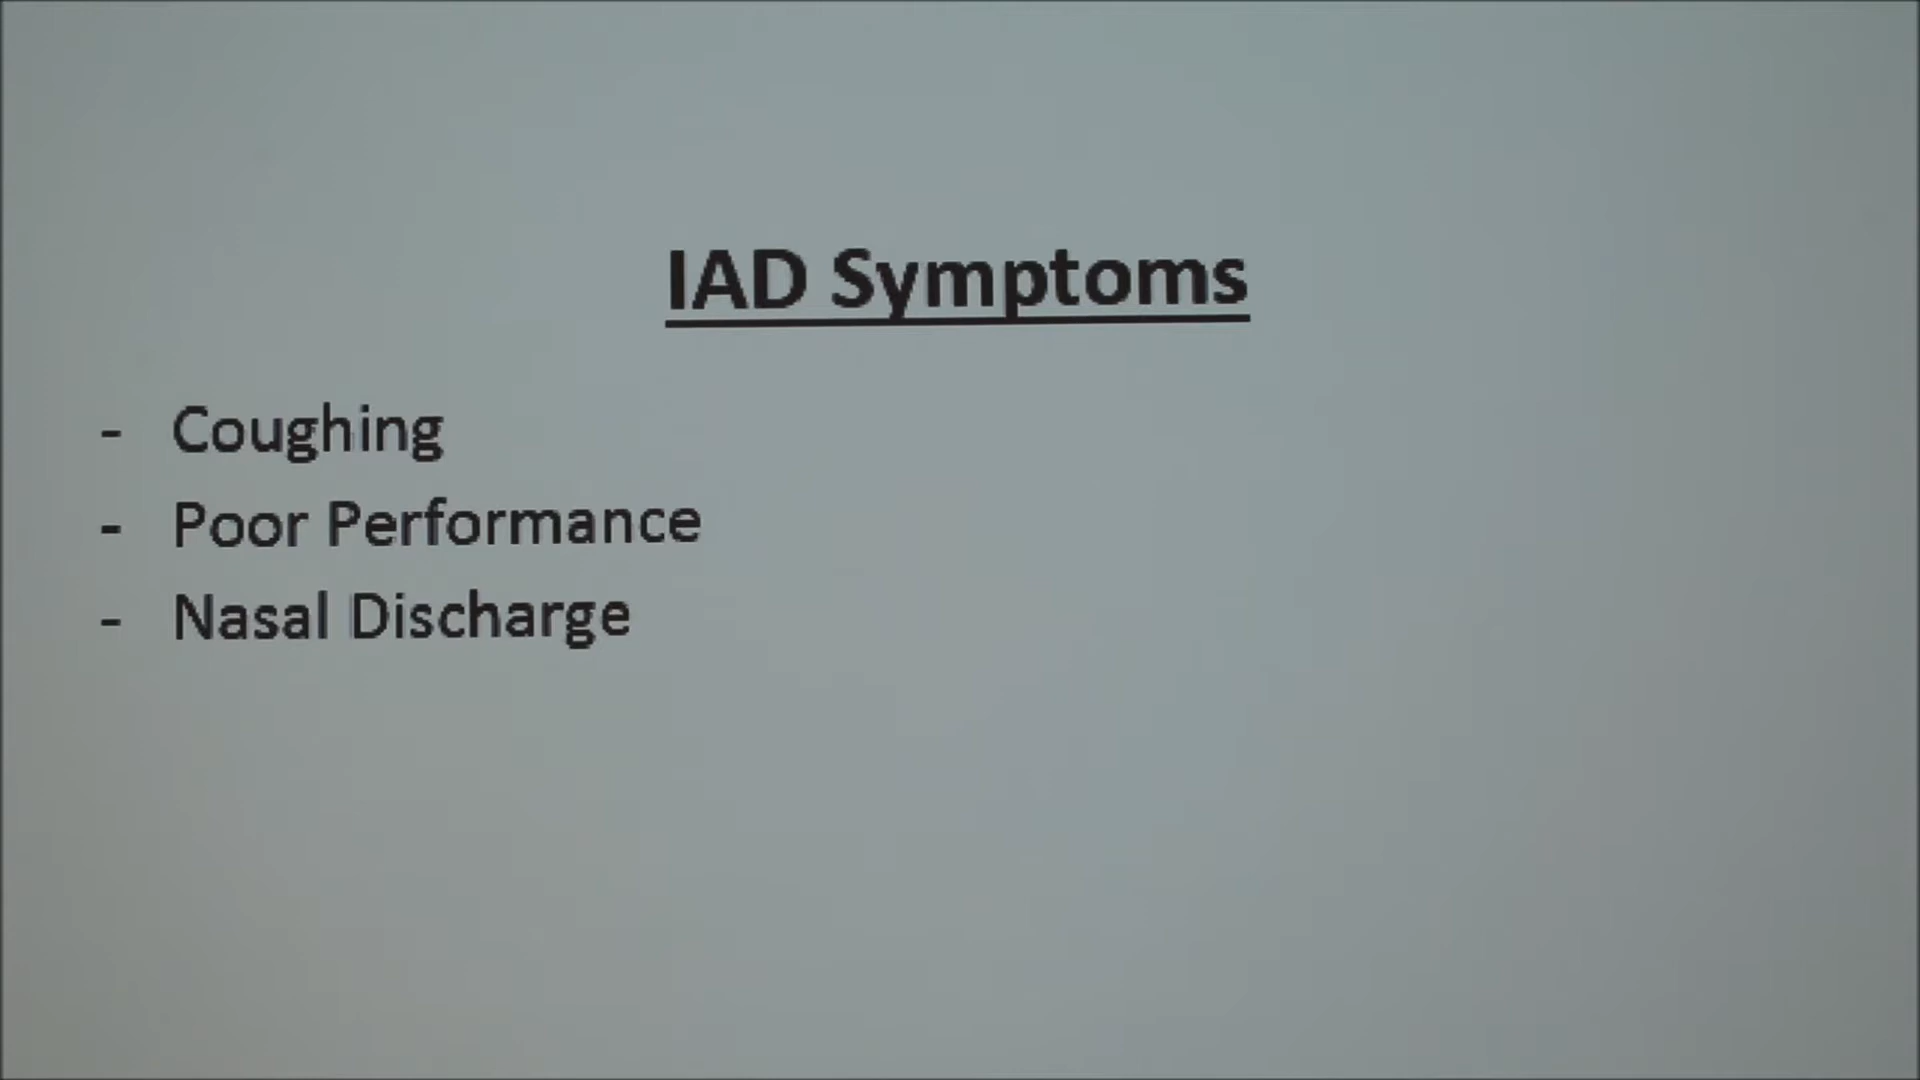 IAD Symptoms
- Coughing
- Poor Performance
- Nasal Discharge